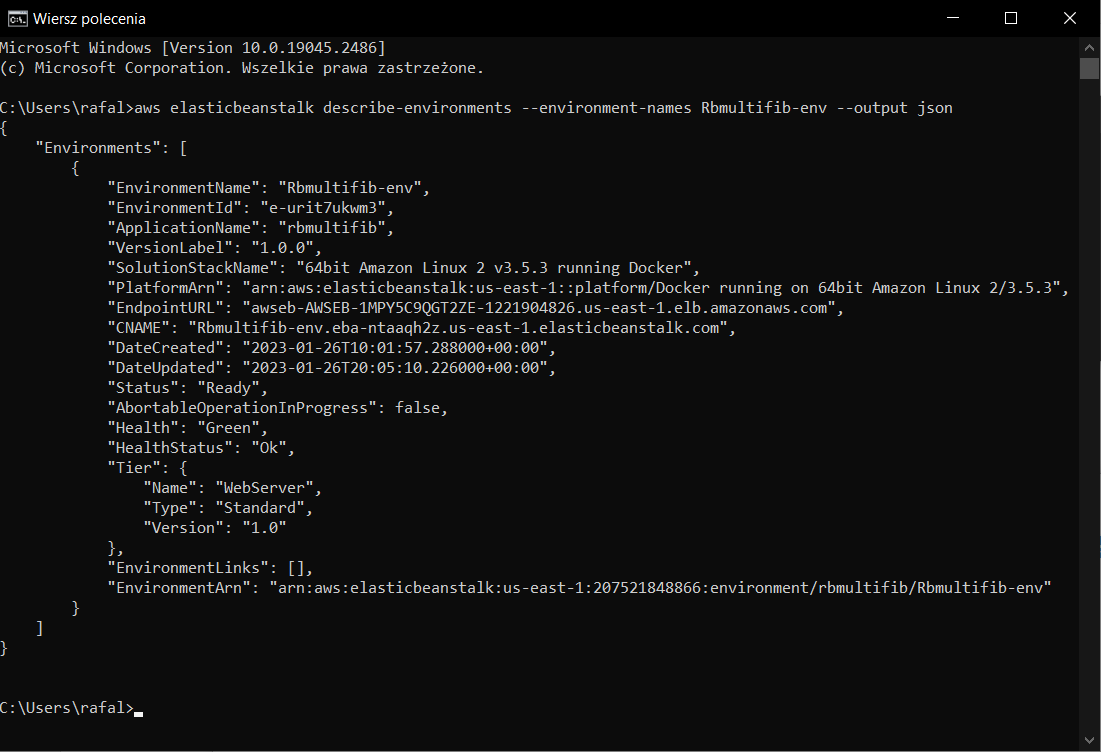 Wiersz polecenia
Microsoft Windows [Version 10.0.19045.2486]
(c) Microsoft Corporation. Wszelkie prawa zastrzeżone.
C:\Users\rafal>aws elasticbeanstalk describe-environments --environment-names Rbmultifib-env --output json
{
    "Environments": [
        {
            "EnvironmentName": "Rbmultifib-env",
            "EnvironmentId": "e-urit7ukwm3",
            "ApplicationName": "rbmultifib",
            "VersionLabel": "1.0.0",
            "SolutionStackName": "64bit Amazon Linux 2 v3.5.3 running Docker",
            "PlatformArn": "arn:aws:elasticbeanstalk:us-east-1::platform/Docker running on 64bit Amazon Linux 2/3.5.3",
            "EndpointURL": "awseb-AWSEB-1MPY5C9QGT2ZE-1221904826.us-east-1.elb.amazonaws.com",
            "CNAME": "Rbmultifib-env.eba-ntaaqh2z.us-east-1.elasticbeanstalk.com",
            "DateCreated": "2023-01-26T10:01:57.288000+00:00",
            "DateUpdated": "2023-01-26T20:05:10.226000+00:00",
            "Status": "Ready",
            "AbortableOperationInProgress": false,
            "Health": "Green",
            "HealthStatus": "Ok",
            "Tier": {
                "Name": "WebServer",
                "Type": "Standard",
                "Version": "1.0"
            },
            "EnvironmentLinks": [],
            "EnvironmentArn": "arn:aws:elasticbeanstalk:us-east-1:207521848866:environment/rbmultifib/Rbmultifib-env"
        }
    ]
}
C:\Users\rafal>